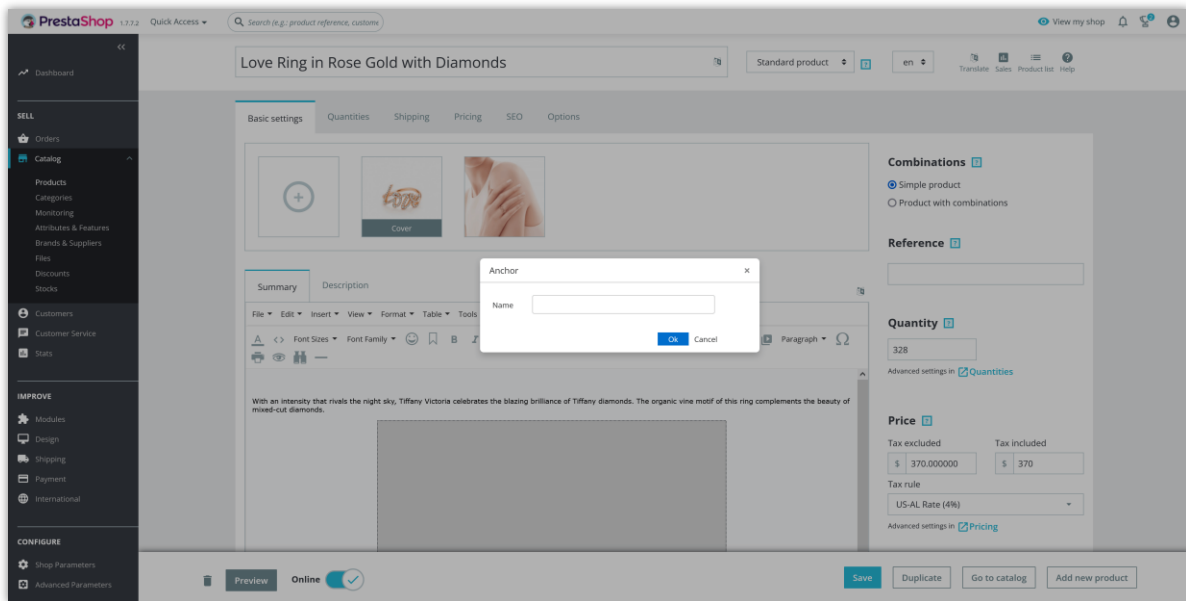 PrestaShop 1.7.7.2 Quick Access Search (e.g.: product reference, custome View my shop
Dashboard
Love Ring in Rose Gold with Diamonds Standard product en Translate Sales Product list Help
SELL
Orders
Catalog
Products
Categories
Monitoring
Attributes & Features
Brands & Suppliers
Files
Discounts
Stocks
Customers
Customer Service
Stats
IMPROVE
Modules
Design
Shipping
Payment
International
CONFIGURE
Shop Parameters
Advanced Parameters
Basic settings Quantities Shipping Pricing SEO Options
Cover
Summary Description
File Edit Insert View Format Table Tools
A Font Sizes Font Family B I Paragraph Ω
With an intensity that rivals the night sky, Tiffany Victoria celebrates the blazing brilliance of Tiffany diamonds. The organic vine motif of this ring complements the beauty of
mixed-cut diamonds.
Anchor ×
Name
Ok Cancel
Combinations ?
Simple product
Product with combinations
Reference ?
Quantity ?
328
Advanced settings in Quantities
Price ?
Tax excluded Tax included
$ 370.000000 $ 370
Tax rule
US-AL Rate (4%)
Advanced settings in Pricing
Preview Online Save Duplicate Go to catalog Add new product